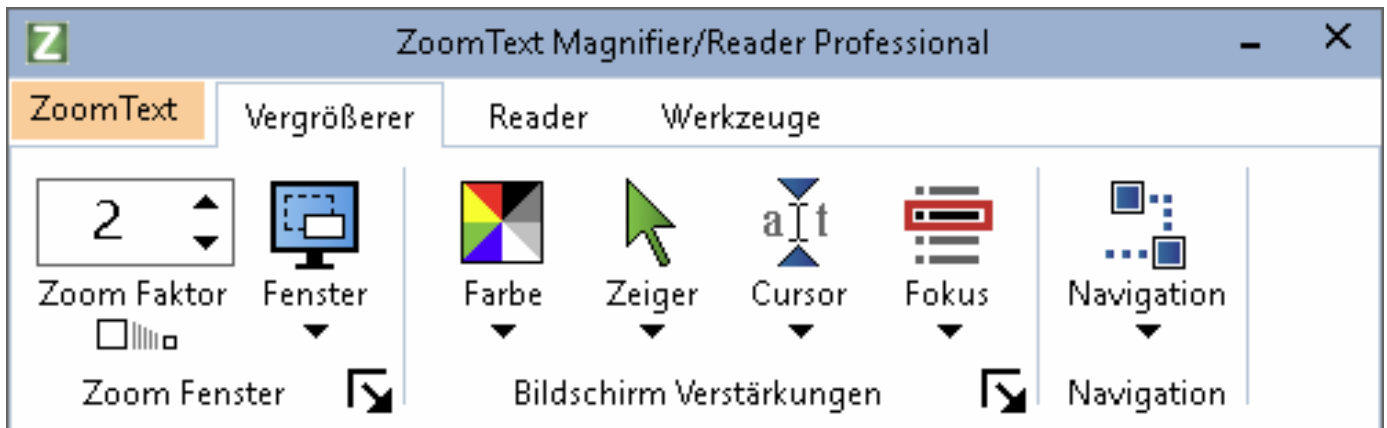 Z ZoomText Magnifier/Reader Professional
ZoomText Vergrößerer Reader Werkzeuge
2
a t
Zoom Faktor Fenster Farbe Zeiger Cursor Fokus Navigation
Zoom Fenster Bildschirm Verstärkungen Navigation